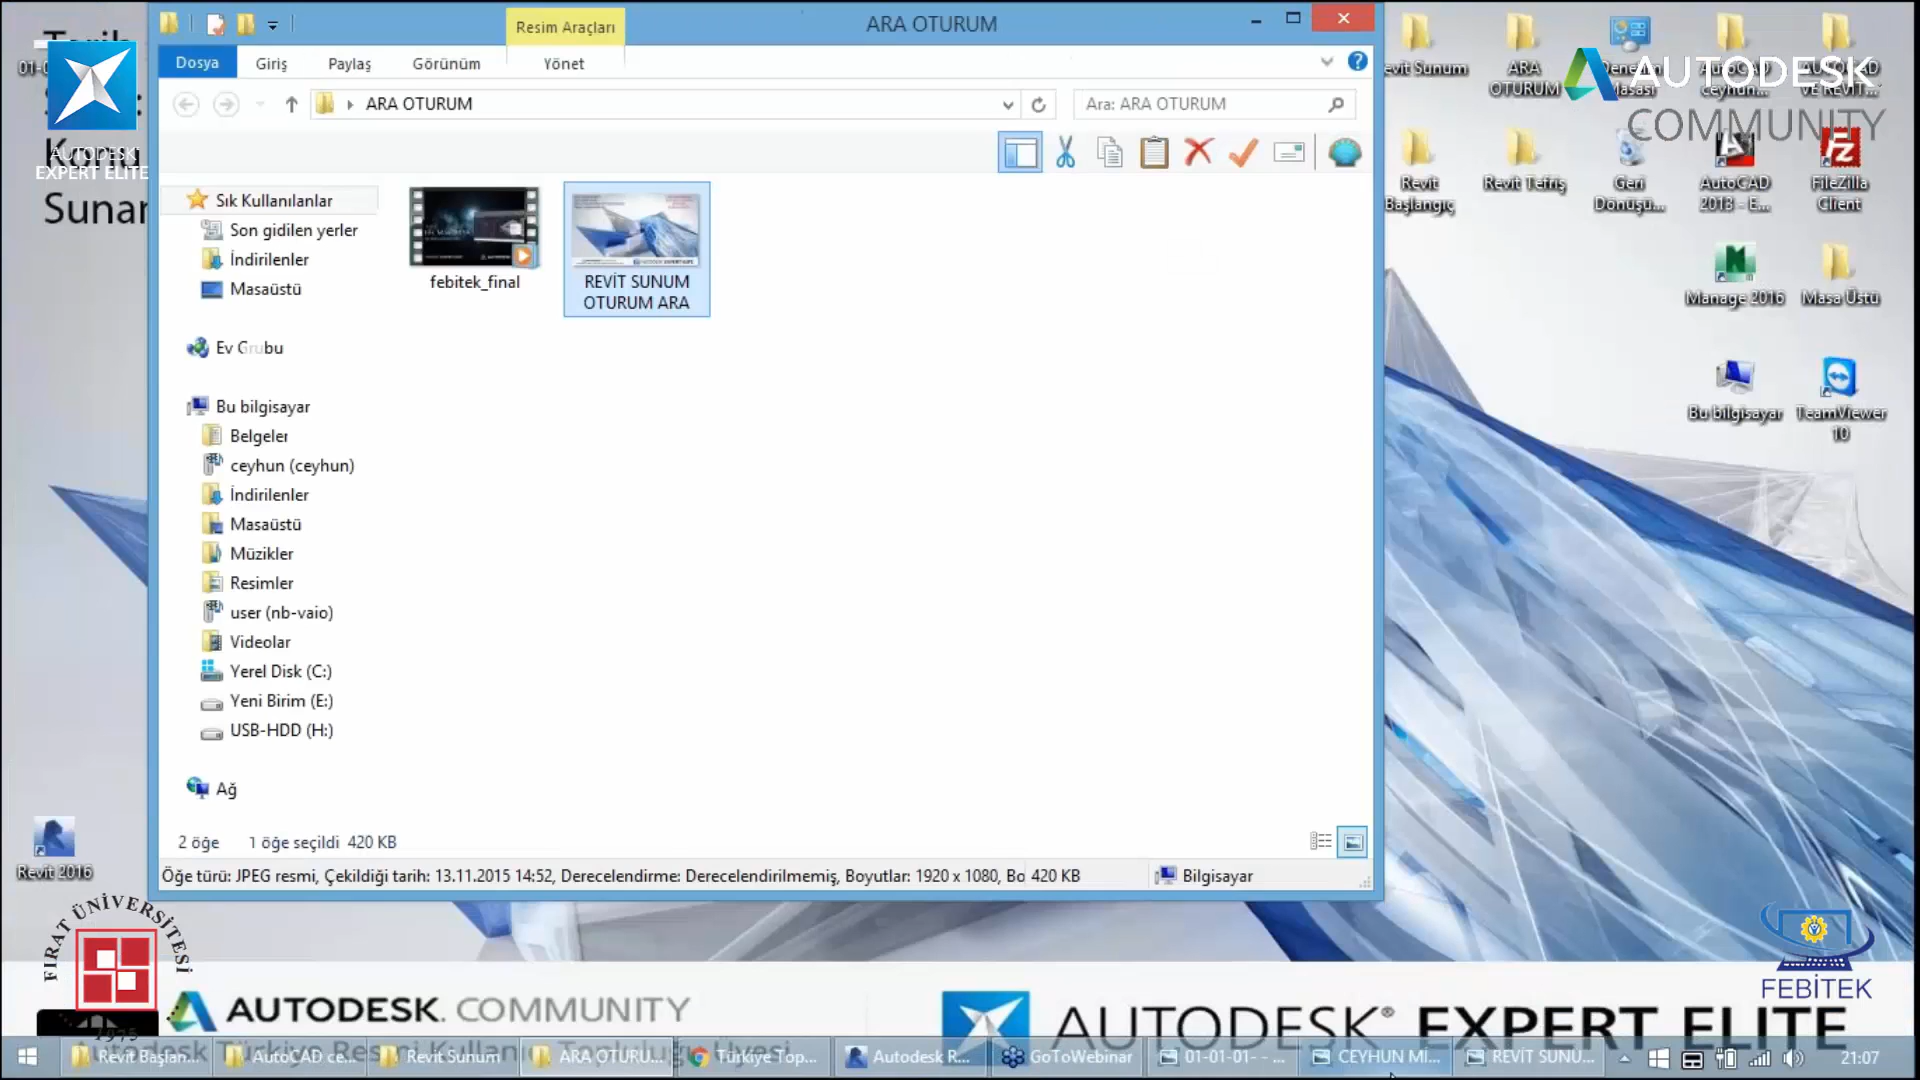 ARA OTURUM
Resim Araçları
Dosya
Giriş
Paylaş
Görünüm
Yönet
ARA OTURUM
Ara: ARA OTURUM
Sık Kullanılanlar
Son gidilen yerler
İndirilenler
Masaüstü
Ev Grubu
Bu bilgisayar
Belgeler
ceyhun (ceyhun)
İndirilenler
Masaüstü
Müzikler
Resimler
user (nb-vaio)
Videolar
Yerel Disk (C:)
Yeni Birim (E:)
USB-HDD (H:)
Ağ
febitek_final
REVİT SUNUM
OTURUM ARA
2 öğe
1 öğe seçildi 420 KB
Öğe türü: JPEG resmi, Çekildiği tarih: 13.11.2015 14:52, Derecelendirme: Derecelendirilmemiş, Boyutlar: 1920 x 1080, Bo 420 KB
Bilgisayar
AUTODESK
EXPERT ELITE
Konu
Sunar
AUTODESK
COMMUNITY
evit Sunum
ARA
OTURUM
Revit
Başlangıç
Revit Tefriş
Geri
Dönüşü...
AutoCAD
2013 - E...
FileZilla
Client
Manage 2016
Masa Üstü
Bu bilgisayar
TeamViewer
10
Revit 2016
FIRAT ÜNİVERSİTESİ
1975
FEBİTEK
AUTODESK. COMMUNITY
AUTODESK® EXPERT ELITE
Revit Başlan...
AutoCAD ce...
Revit Sunum
ARA OTURU...
Türkiye Top...
Autodesk R...
GoToWebinar
01-01-01- - ...
CEYHUN Mİ...
REVİT SUNU...
21:07